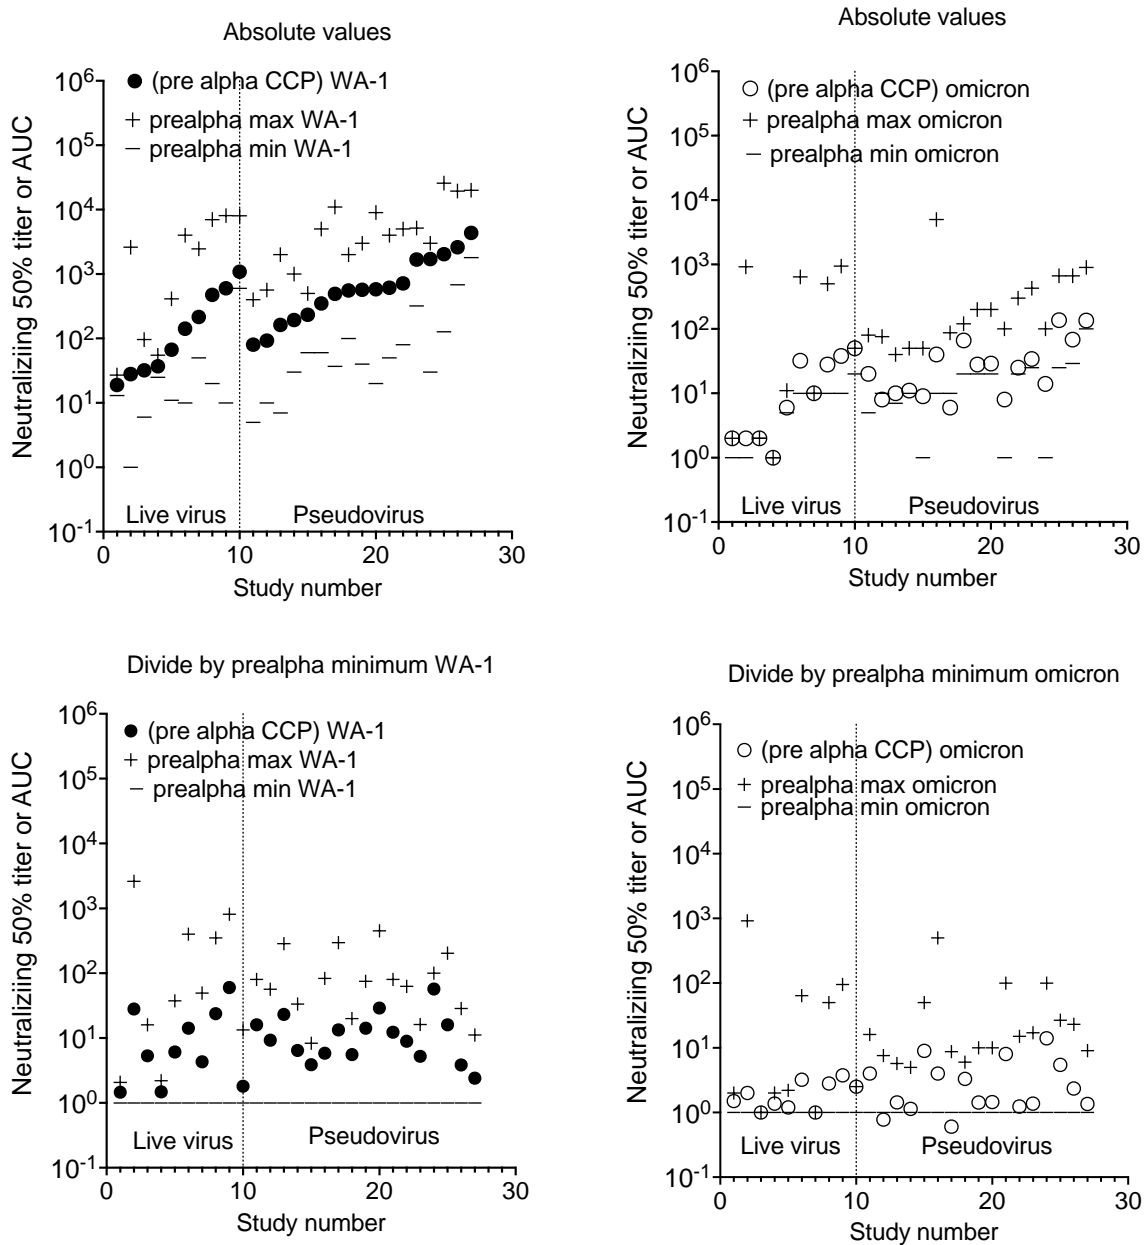 Absolute values
Neutraliziing 50% titer or AUC
10^6
10^5
10^4
10^3
10^2
10^1
10^0
10^-1
(pre alpha CCP) WA-1
prealpha max WA-1
prealpha min WA-1
Live virus
Pseudovirus
0
10
20
30
Study number
Absolute values
Neutraliziing 50% titer or AUC
10^6
10^5
10^4
10^3
10^2
10^1
10^0
10^-1
(pre alpha CCP) omicron
prealpha max omicron
prealpha min omicron
Live virus
Pseudovirus
0
10
20
30
Study number
Divide by prealpha minimum WA-1
Neutraliziing 50% titer or AUC
10^6
10^5
10^4
10^3
10^2
10^1
10^0
10^-1
(pre alpha CCP) WA-1
prealpha max WA-1
prealpha min WA-1
Live virus
Pseudovirus
0
10
20
30
Study number
Divide by prealpha minimum omicron
Neutraliziing 50% titer or AUC
10^6
10^5
10^4
10^3
10^2
10^1
10^0
10^-1
(pre alpha CCP) omicron
prealpha max omicron
prealpha min omicron
Live virus
Pseudovirus
0
10
20
30
Study number